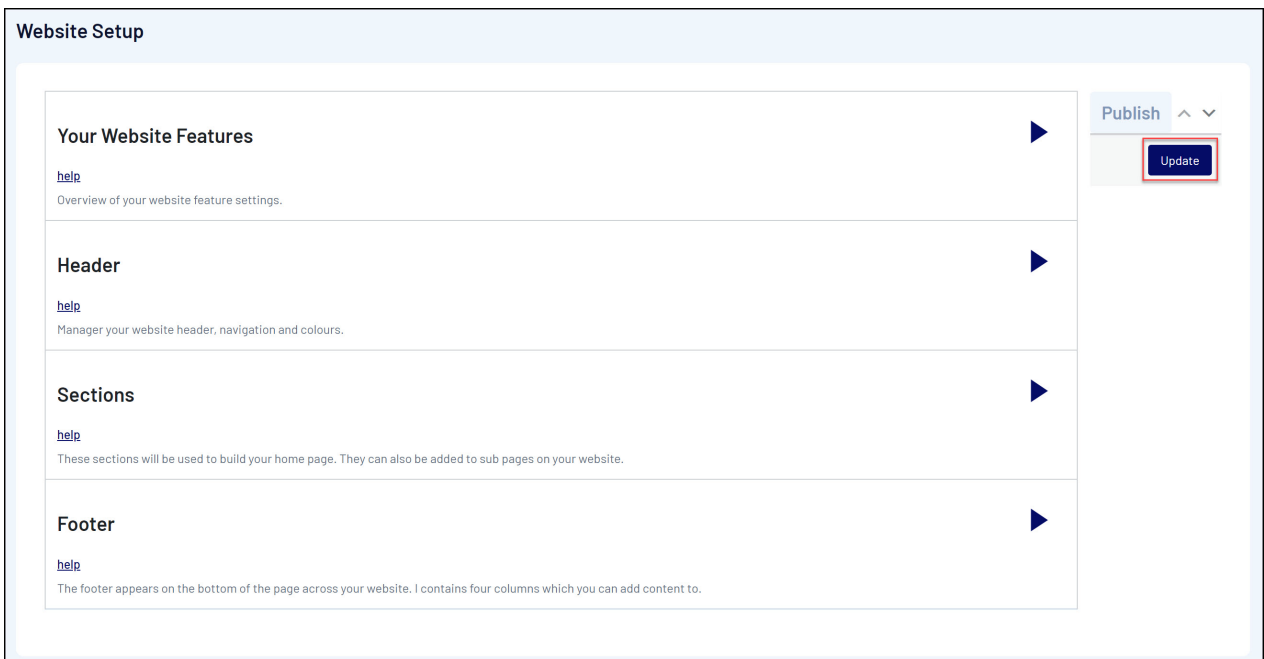 Website Setup
Your Website Features
help
Overview of your website feature settings.
Header
help
Manager your website header, navigation and colours.
Sections
help
These sections will be used to build your home page. They can also be added to sub pages on your website.
Footer
help
The footer appears on the bottom of the page across your website. I contains four columns which you can add content to.
Publish
Update